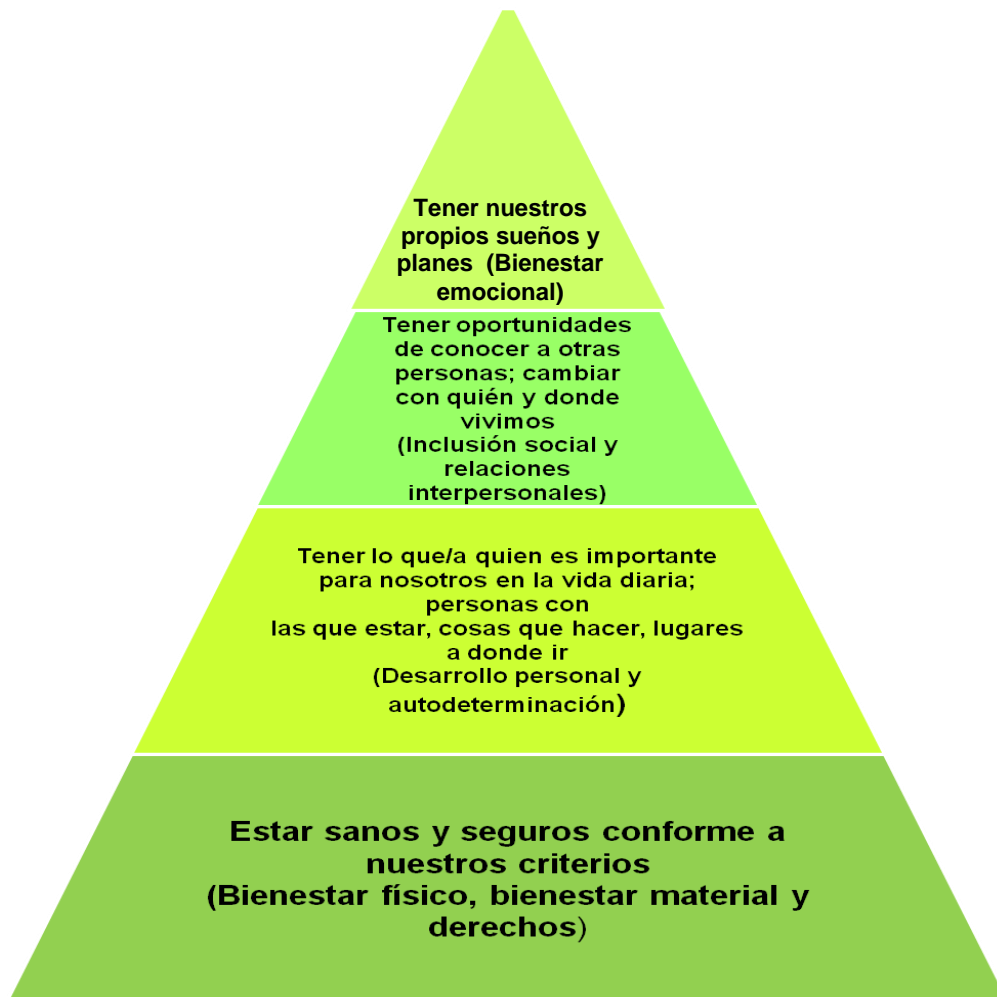 Tener nuestros
propios sueños y
planes (Bienestar
emocional)
Tener oportunidades
de conocer a otras
personas; cambiar
con quién y donde
vivimos
(Inclusión social y
relaciones
interpersonales)
Tener lo que/a quien es importante
para nosotros en la vida diaria;
personas con
las que estar, cosas que hacer, lugares
a donde ir
(Desarrollo personal y
autodeterminación)
Estar sanos y seguros conforme a
nuestros criterios
(Bienestar físico, bienestar material y
derechos)